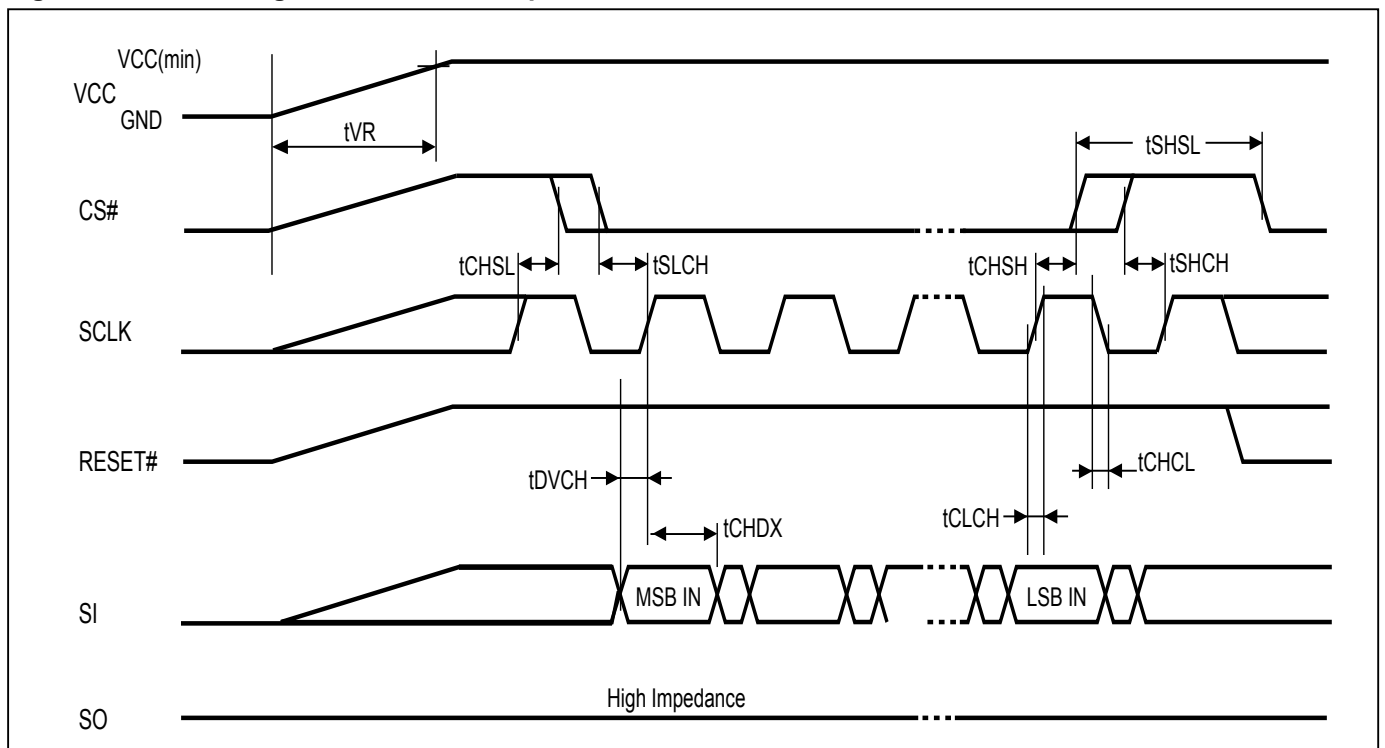 VCC(min)
VCC
GND
tVR
tSHSL
CS#
tCHSL
tSLCH
tCHSH
tSHCH
SCLK
RESET#
tDVCH
tCHCL
tCLCH
tCHDX
SI
MSB IN
LSB IN
High Impedance
SO